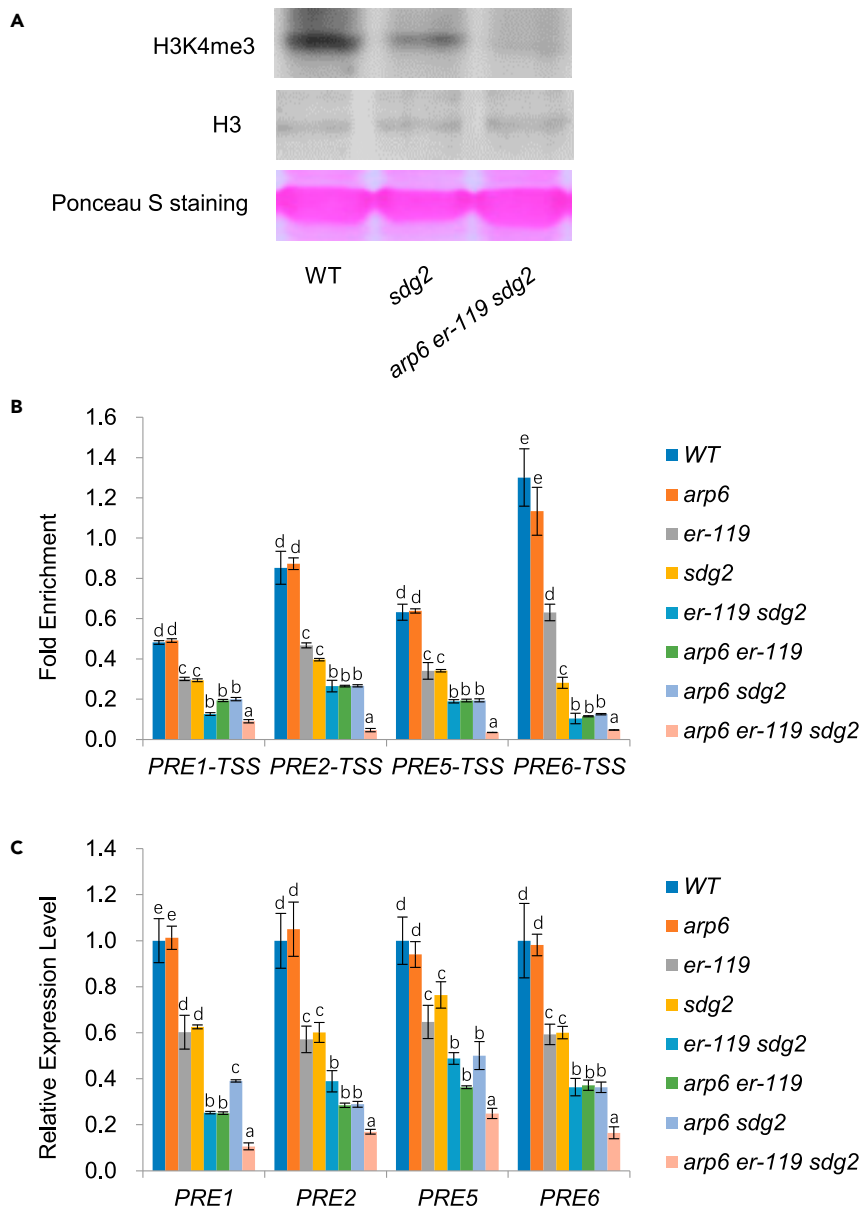 A
H3K4me3
H3
Ponceau S staining
WT
sdg2
arp6 er-119 sdg2
B
Fold Enrichment
1.6
1.4
1.2
1.0
0.8
0.6
0.4
0.2
0.0
d d c c b b b a
d d c c b b b a
d d c c b b b a
e e d c b b b a
PRE1-TSS PRE2-TSS PRE5-TSS PRE6-TSS
WT
arp6
er-119
sdg2
er-119 sdg2
arp6 er-119
arp6 sdg2
arp6 er-119 sdg2
C
Relative Expression Level
1.4
1.2
1.0
0.8
0.6
0.4
0.2
0.0
e e d d b b c a
d d c c b b b a
d d c c b b b a
d d c c b b b a
PRE1 PRE2 PRE5 PRE6
WT
arp6
er-119
sdg2
er-119 sdg2
arp6 er-119
arp6 sdg2
arp6 er-119 sdg2